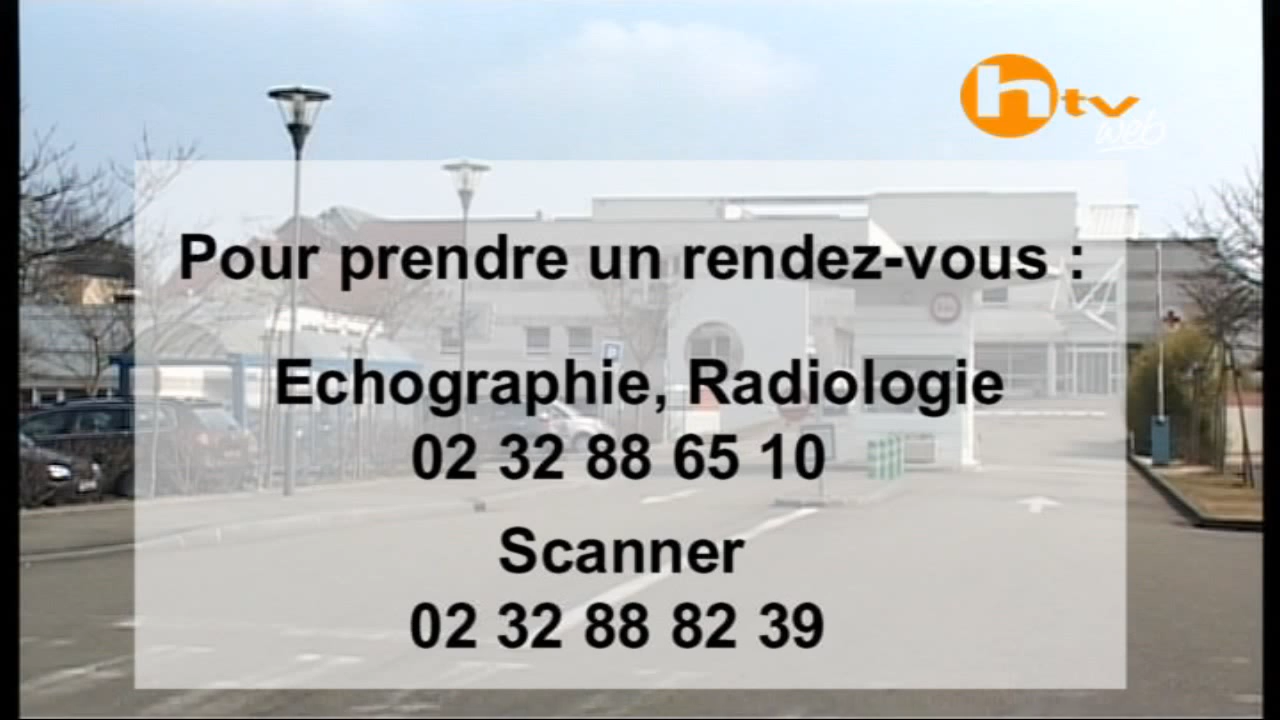 htv
web
Pour prendre un rendez-vous :
Echographie, Radiologie
02 32 88 65 10
Scanner
02 32 88 82 39